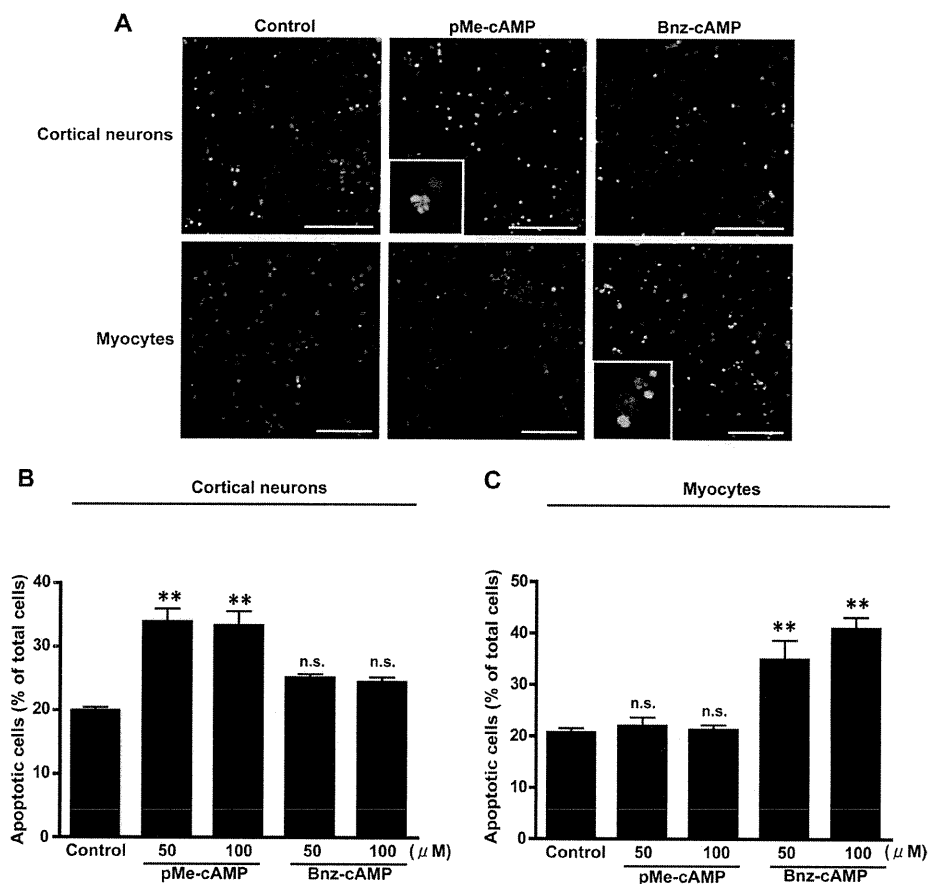 A
Control
pMe-cAMP
Bnz-cAMP
Cortical neurons
Myocytes
B
Cortical neurons
Apoptotic cells (% of total cells)
40
30
20
10
0
**
**
n.s.
n.s.
Control
50
100
50
100
(μM)
pMe-cAMP
Bnz-cAMP
C
Myocytes
Apoptotic cells (% of total cells)
50
40
30
20
10
0
n.s.
n.s.
**
**
Control
50
100
50
100
(μM)
pMe-cAMP
Bnz-cAMP